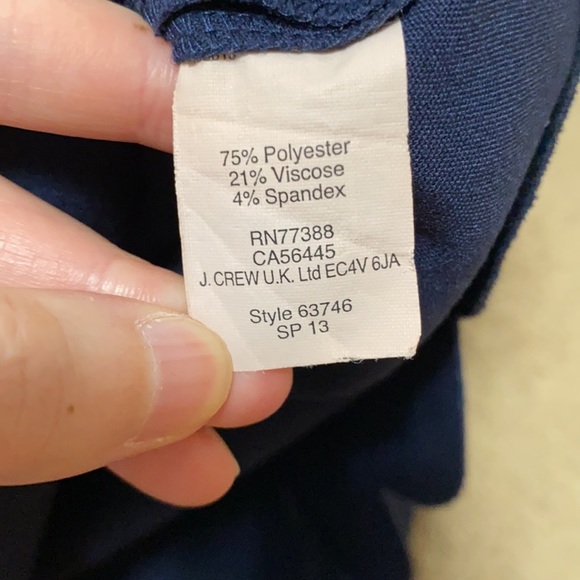 75% Polyester
21% Viscose
4% Spandex
RN77388
CA56445
J. CREW U.K. Ltd EC4V 6JA
Style 63746
SP 13